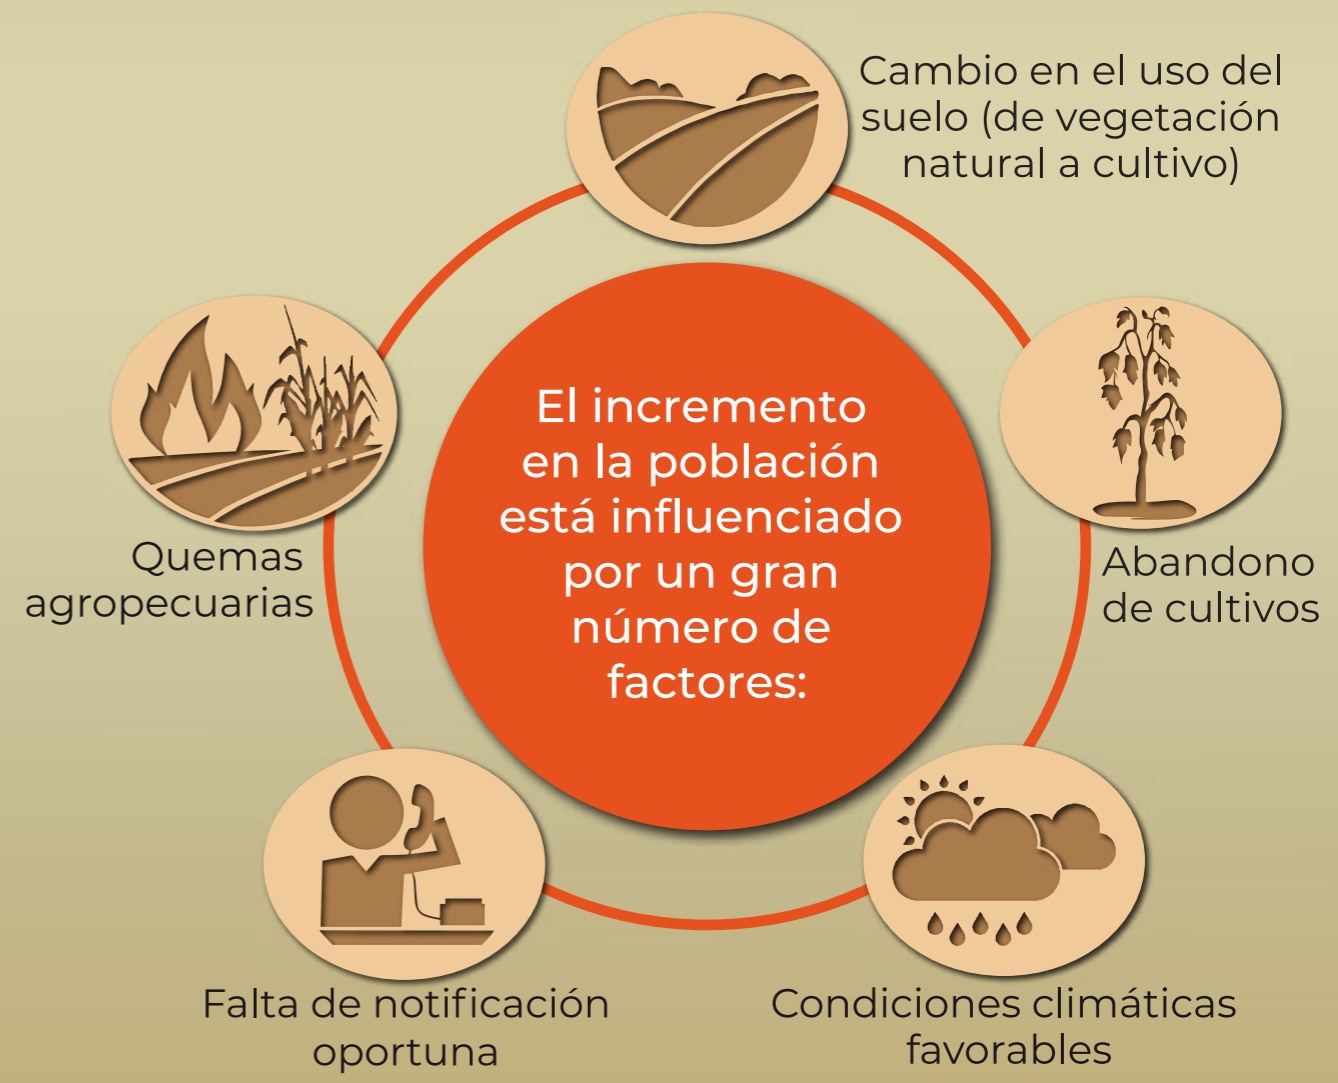 Cambio en el uso del
suelo (de vegetación
natural a cultivo)
El incremento
en la población
está influenciado
por un gran
número de
factores:
Quemas
agropecuarias
Abandono
de cultivos
Falta de notificación
oportuna
Condiciones climáticas
favorables